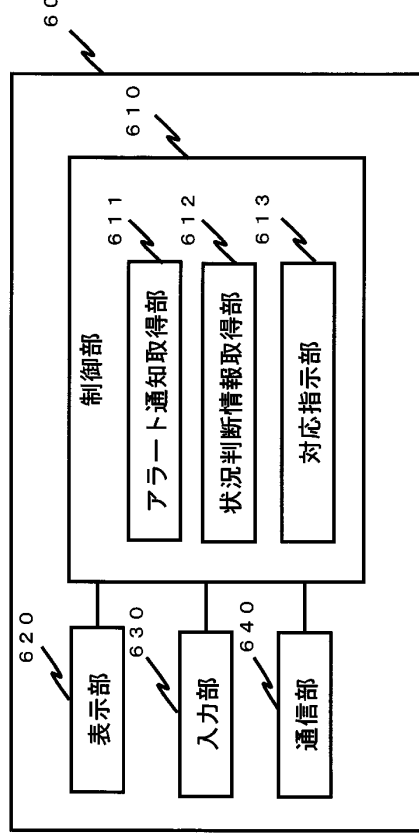 ６０
６１０
制御部
６２０
表示部
６１１
アラート通知取得部
６３０
入力部
６１２
状況判断情報取得部
６４０
通信部
６１３
対応指示部